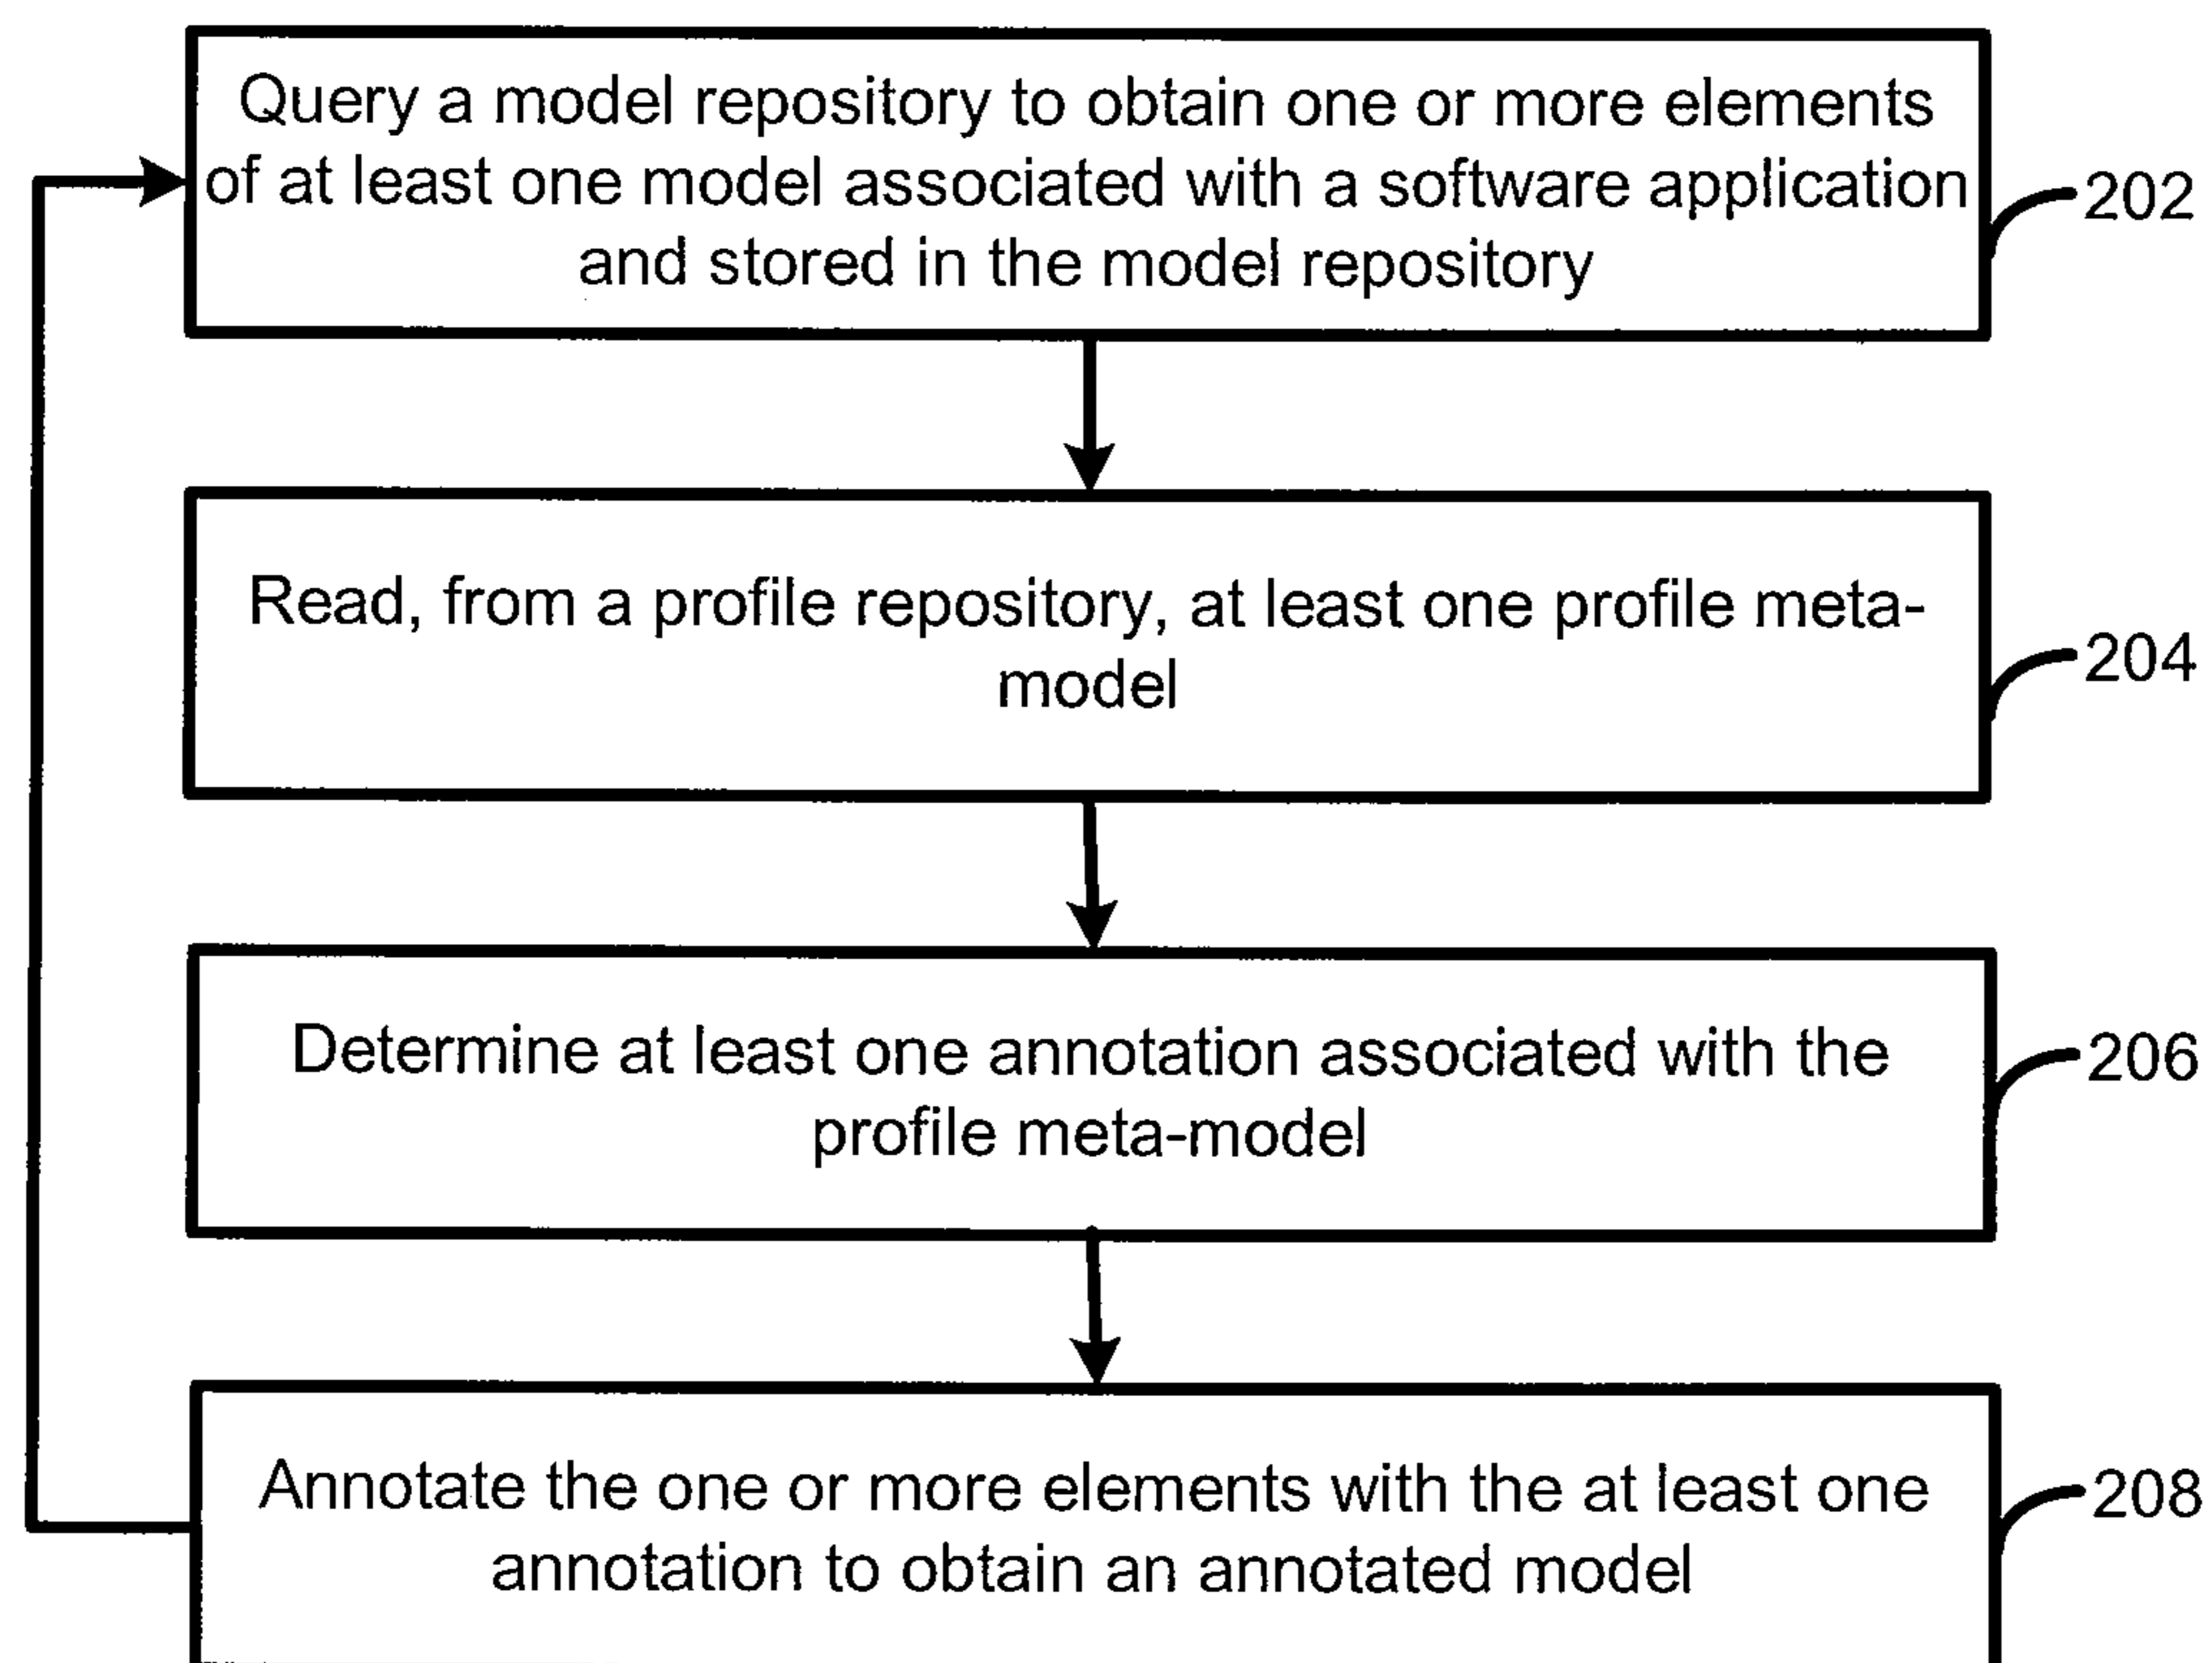 Query a model repository to obtain one or more elements
of at least one model associated with a software application
and stored in the model repository
202
Read, from a profile repository, at least one profile meta-
model
204
Determine at least one annotation associated with the
profile meta-model
206
Annotate the one or more elements with the at least one
annotation to obtain an annotated model
208